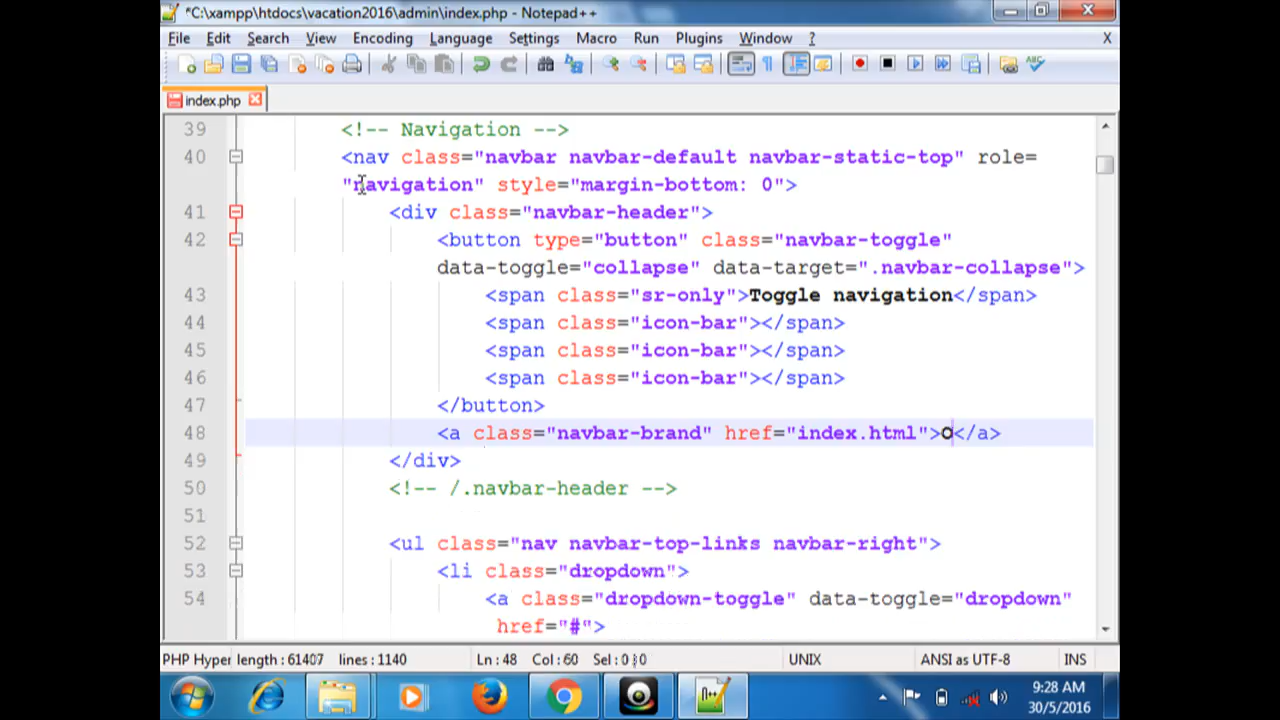 *C:\xampp\htdocs\vacation2016\admin\index.php - Notepad++
File Edit Search View Encoding Language Settings Macro Run Plugins Window ? X
index.php
39 <!-- Navigation -->
40 <nav class="navbar navbar-default navbar-static-top" role=
"navigation" style="margin-bottom: 0">
41 <div class="navbar-header">
42 <button type="button" class="navbar-toggle"
data-toggle="collapse" data-target=".navbar-collapse">
43 <span class="sr-only">Toggle navigation</span>
44 <span class="icon-bar"></span>
45 <span class="icon-bar"></span>
46 <span class="icon-bar"></span>
47 </button>
48 <a class="navbar-brand" href="index.html">O</a>
49 </div>
50 <!-- /.navbar-header -->
51
52 <ul class="nav navbar-top-links navbar-right">
53 <li class="dropdown">
54 <a class="dropdown-toggle" data-toggle="dropdown"
href="#">
PHP Hyper length : 61407 lines : 1140 Ln : 48 Col : 60 Sel : 0 | 0 UNIX ANSI as UTF-8 INS
9:28 AM
30/5/2016